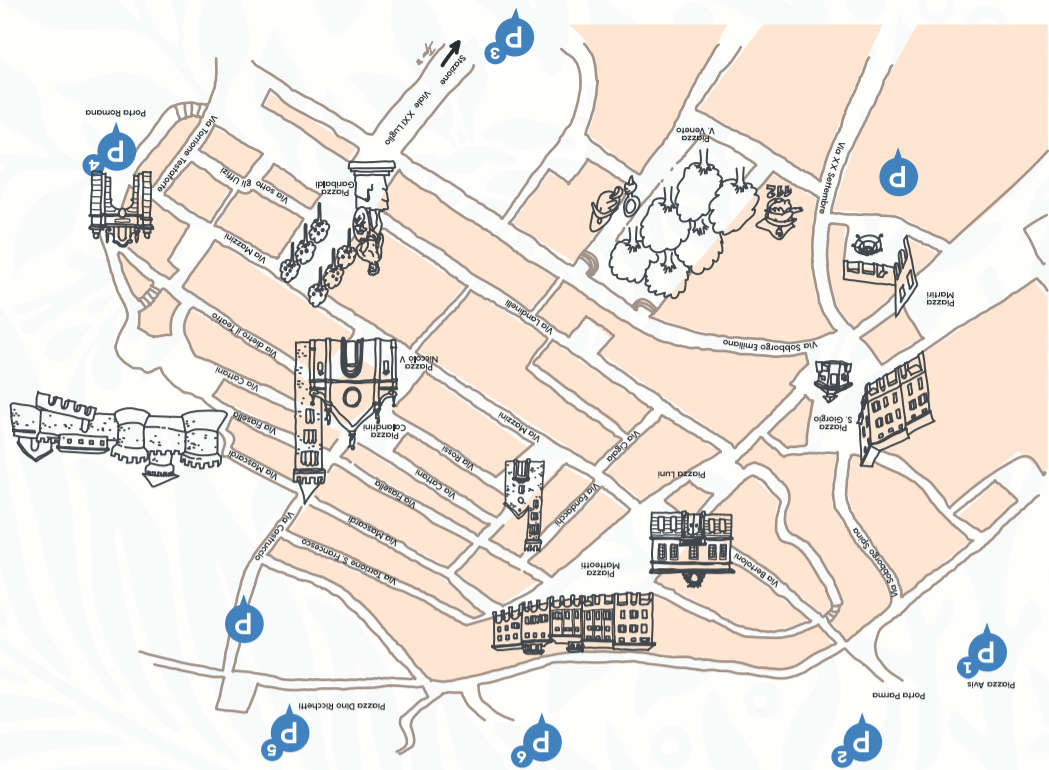 P
2
P
6
P
5
Porta Parma
Piazza Dino Ricchetti
Piazza Avis
P
1
P
Via Sobborgo Spina
Via Bertoloni
Piazza
Matteotti
Via Torrione S. Francesco
Via Castruccio
Via Mascardi
Via Fondachi
Piazza Luni
Via Fiasella
Via Cattani
Via Mascardi
Via Rossi
Via Cigala
Piazza
S. Giorgio
Via Mazzini
Piazza
Calandrini
Via Fiasella
Via Cattani
Piazza
Niccolò V
Via Sobborgo Emiliano
Via dietro il Teatro
Via Landinelli
Piazza
Martiri
Via Mazzini
Piazza
Garibaldi
Via sotto gli Uffizi
Via XX Settembre
P
Via Torrione Testaforte
P
4
Porta Romana
Piazza
V. Veneto
Viale XXI Luglio
Stazione
P
3